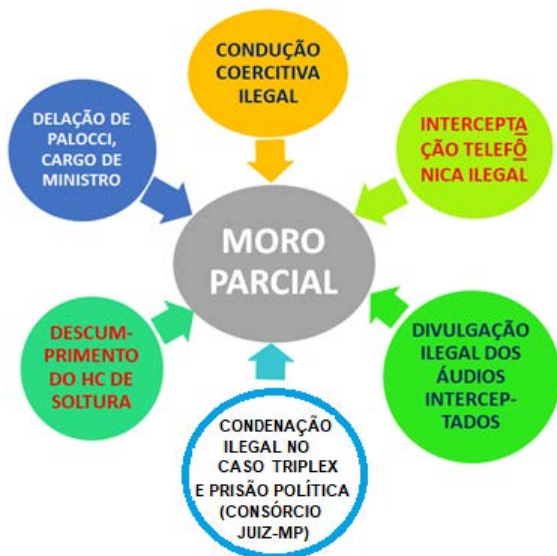 CONDUÇÃO
COERCITIVA
ILEGAL
DELAÇÃO DE
PALOCCI,
CARGO DE
MINISTRO
INTERCEPTA
ÇÃO TELEFÔ
NICA ILEGAL
MORO
PARCIAL
DESCUM-
PRIMENTO
DO HC DE
SOLTURA
DIVULGAÇÃO
ILEGAL DOS
ÁUDIOS
INTERCEP-
TADOS
CONDENAÇÃO
ILEGAL NO
CASO TRIPLEX
E PRISÃO POLÍTICA
(CONSÓRCIO
JUIZ-MP)